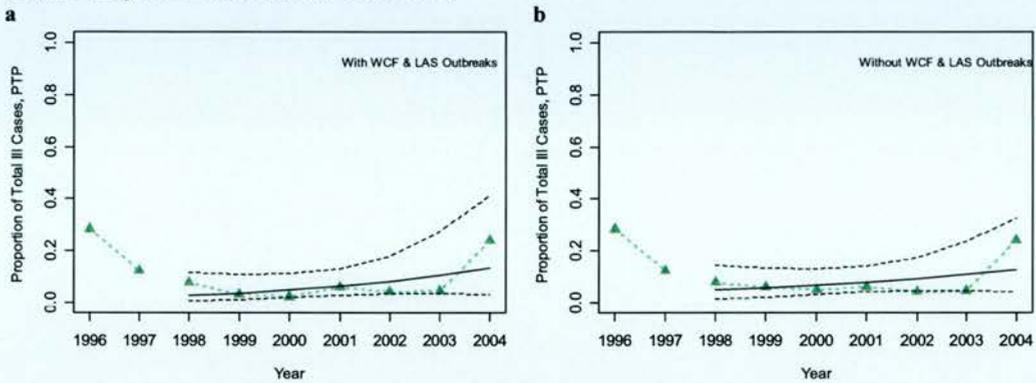 a
b
1.0
0.8
0.6
0.4
0.2
0.0
Proportion of Total Ill Cases, PTP
With WCF & LAS Outbreaks
1996 1997 1998 1999 2000 2001 2002 2003 2004
Year
1.0
0.8
0.6
0.4
0.2
0.0
Proportion of Total Ill Cases, PTP
Without WCF & LAS Outbreaks
1996 1997 1998 1999 2000 2001 2002 2003 2004
Year